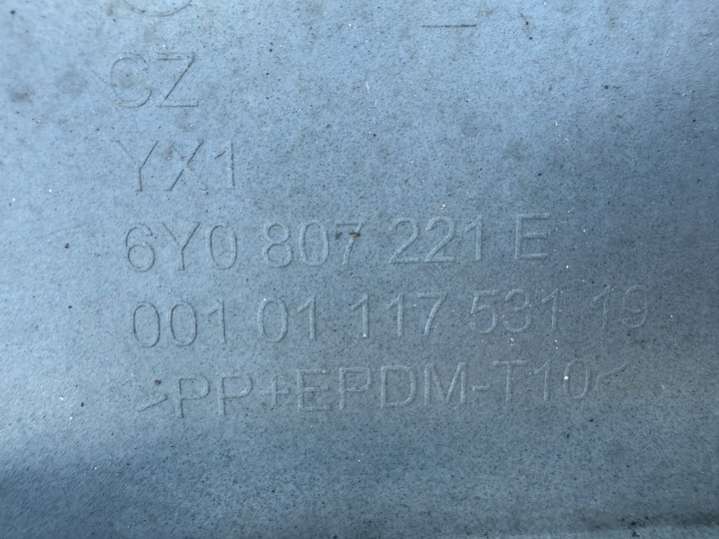 CZ
YX1
6Y0 807 221 E
001 01 117 531 19
>PP+EPDM-T10<